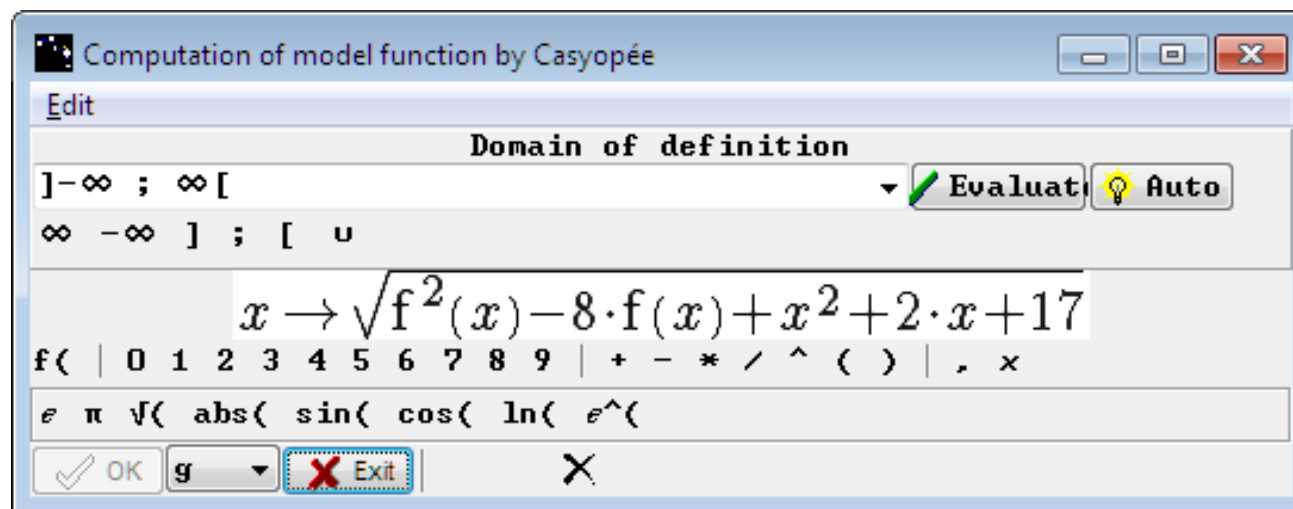 Computation of model function by Casyopée
Edit
Domain of definition
]-∞ ; ∞[ Evaluat Auto
∞ -∞ ] ; [ ∪
x → √(f²(x)−8·f(x)+x²+2·x+17)
f( | 0 1 2 3 4 5 6 7 8 9 | + - * / ^ ( ) | , x
e π √( abs( sin( cos( ln( e^(
OK g Exit